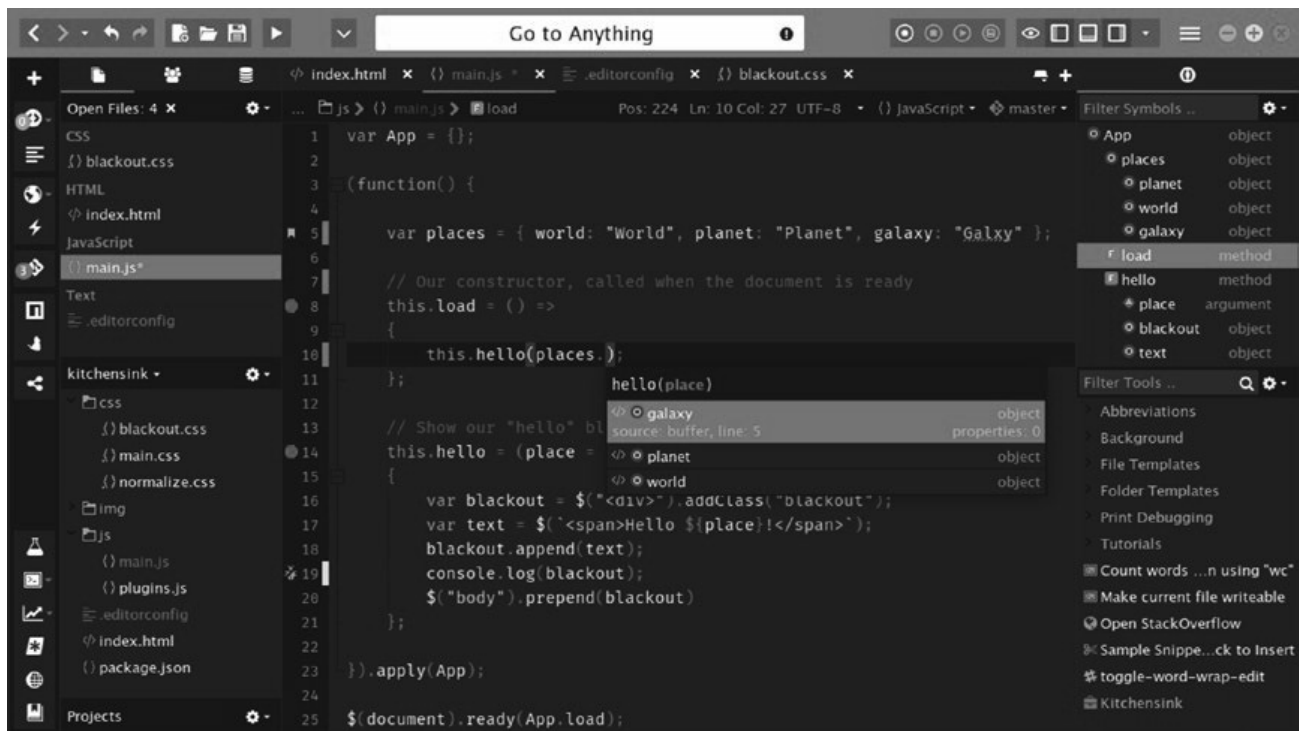 Go to Anything
Open Files: 4
CSS
blackout.css
HTML
index.html
JavaScript
main.js*
Text
.editorconfig
kitchensink
css
blackout.css
main.css
normalize.css
img
js
main.js
plugins.js
.editorconfig
index.html
package.json
Projects
index.html × main.js * × .editorconfig × blackout.css ×
... js > {} main.js > load Pos: 224 Ln: 10 Col: 27 UTF-8 {} JavaScript master
1 var App = {};
2
3 (function() {
4
5 var places = { world: "World", planet: "Planet", galaxy: "Galxy" };
6
7 // Our constructor, called when the document is ready
8 this.load = () =>
9 {
10 this.hello(places.);
11 };
12
13 // Show our "hello" bl
14 this.hello = (place =
15 {
16 var blackout = $("<div>").addClass("blackout");
17 var text = $(`<span>Hello ${place}!</span>`);
18 blackout.append(text);
19 console.log(blackout);
20 $("body").prepend(blackout)
21 };
22
23 }).apply(App);
24
25 $(document).ready(App.load);
hello(place)
galaxy object
source: buffer, line: 5 properties: 0
planet object
world object
Filter Symbols ..
App object
places object
planet object
world object
galaxy object
load method
hello method
place argument
blackout object
text object
Filter Tools ..
Abbreviations
Background
File Templates
Folder Templates
Print Debugging
Tutorials
Count words ...n using "wc"
Make current file writeable
Open StackOverflow
Sample Snippe...ck to Insert
toggle-word-wrap-edit
Kitchensink